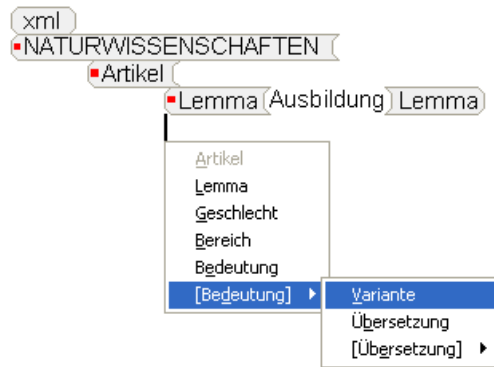 xml
NATURWISSENSCHAFTEN
Artikel
Lemma Ausbildung Lemma
Artikel
Lemma
Geschlecht
Bereich
Bedeutung
[Bedeutung]
Variante
Übersetzung
[Übersetzung]